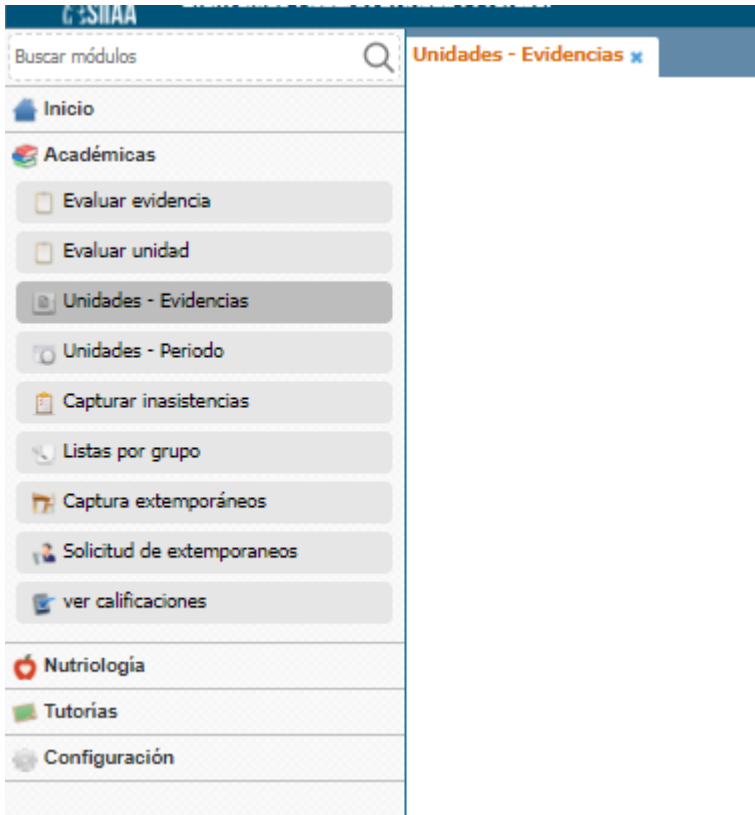 SIIAA
Buscar módulos
Unidades - Evidencias
Inicio
Académicas
Evaluar evidencia
Evaluar unidad
Unidades - Evidencias
Unidades - Periodo
Capturar inasistencias
Listas por grupo
Captura extemporáneos
Solicitud de extemporaneos
ver calificaciones
Nutriología
Tutorías
Configuración